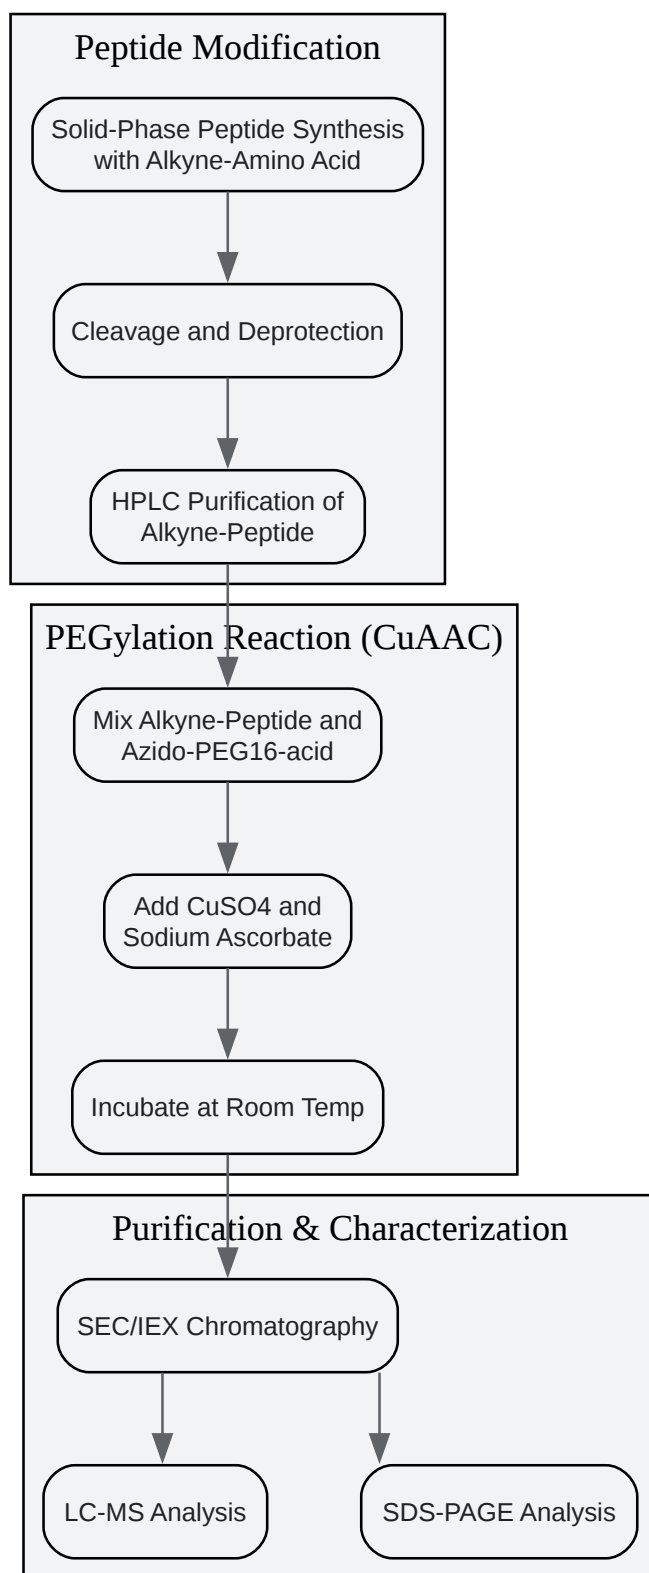 Peptide Modification
Solid-Phase Peptide Synthesis
with Alkyne-Amino Acid
Cleavage and Deprotection
HPLC Purification of
Alkyne-Peptide
PEGylation Reaction (CuAAC)
Mix Alkyne-Peptide and
Azido-PEG16-acid
Add CuSO4 and
Sodium Ascorbate
Incubate at Room Temp
Purification & Characterization
SEC/IEX Chromatography
LC-MS Analysis
SDS-PAGE Analysis